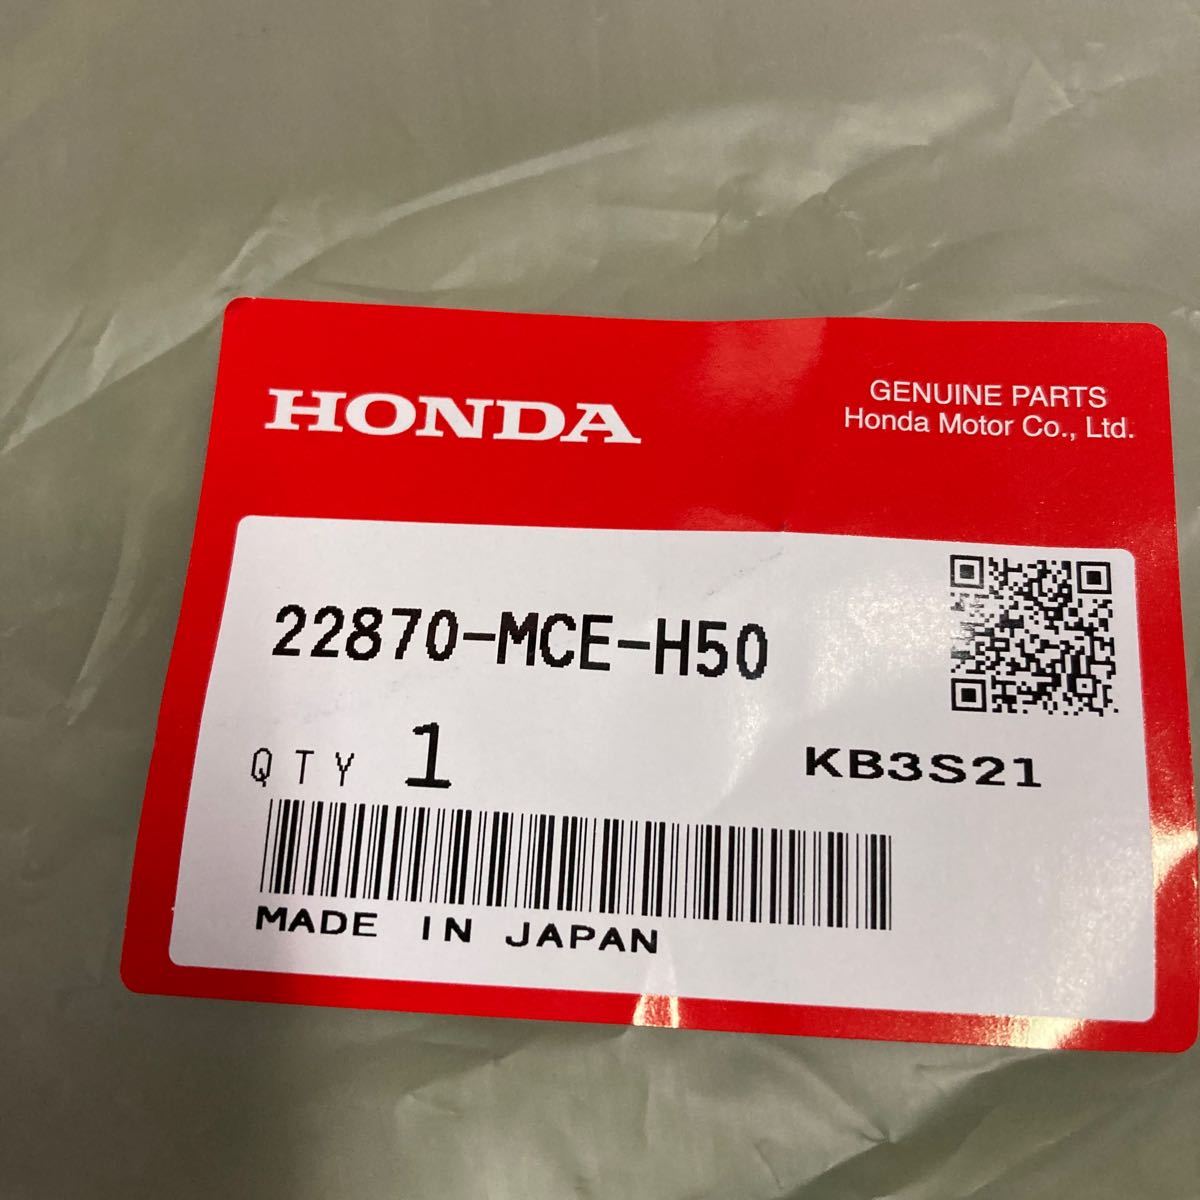 HONDA
GENUINE PARTS
Honda Motor Co., Ltd.
22870-MCE-H50
QTY 1
KB3S21
MADE IN JAPAN